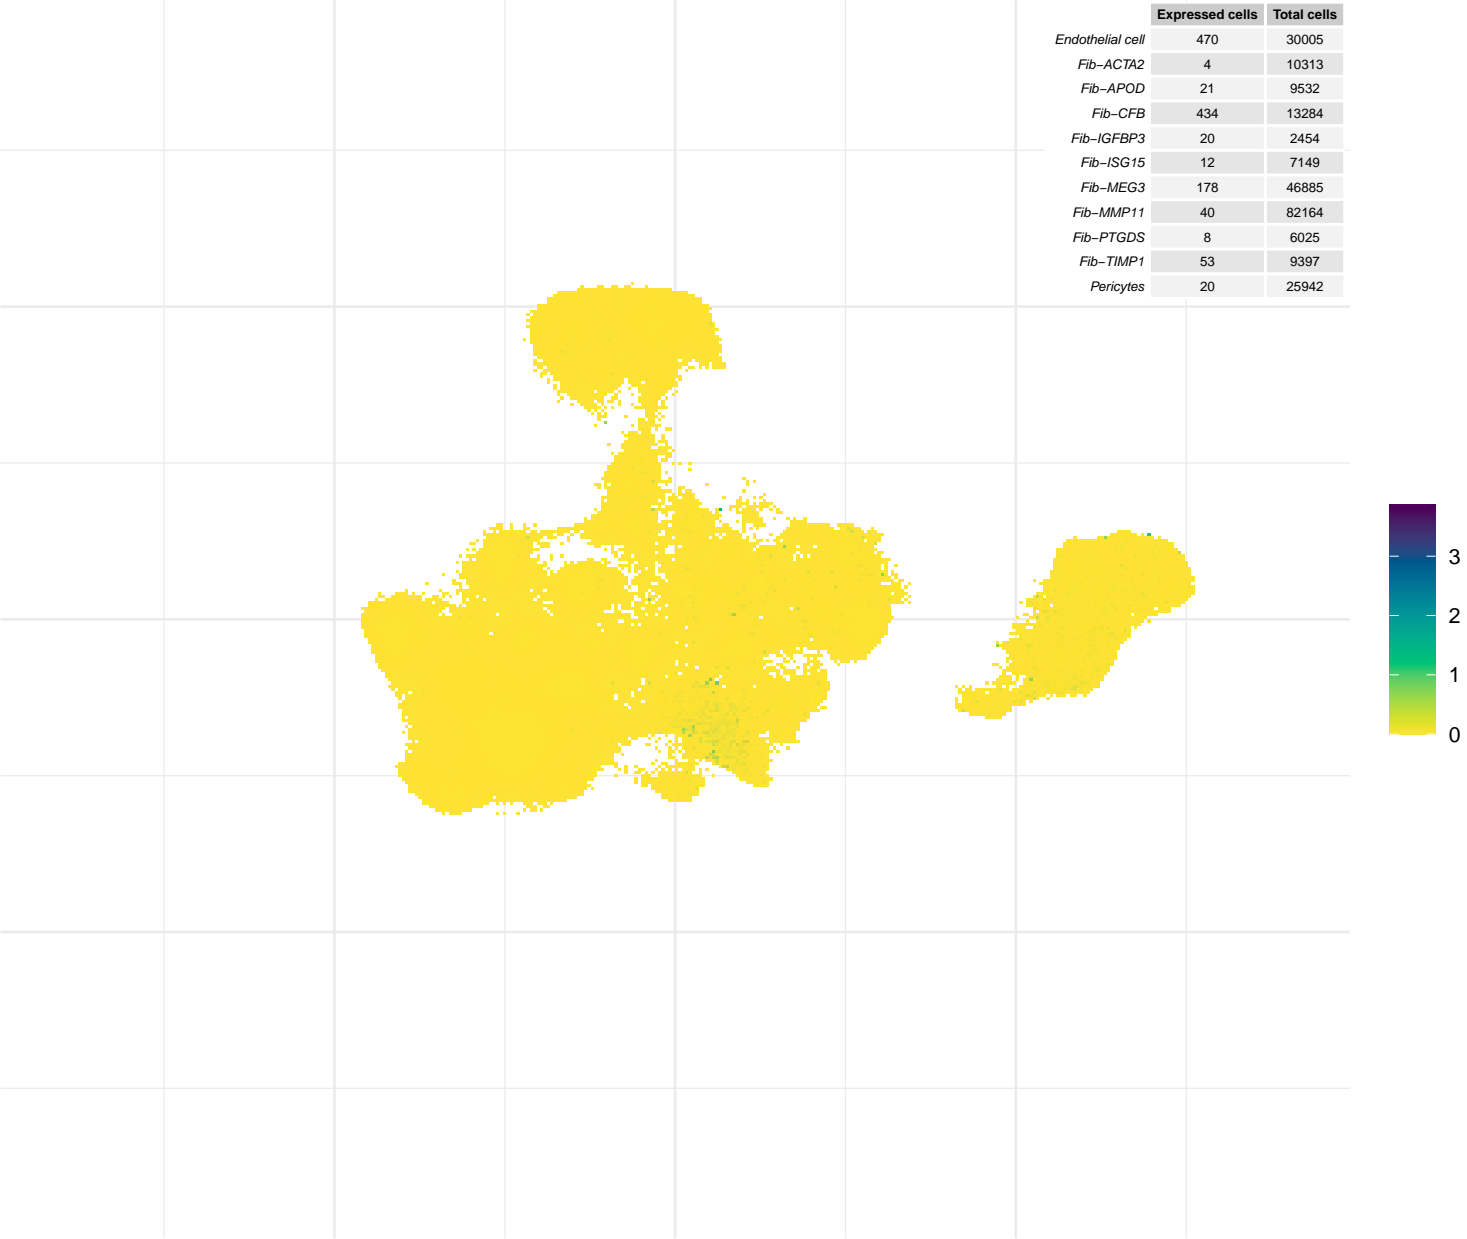 Expressed cells Total cells
Endothelial cell 470 30005
Fib−ACTA2 4 10313
Fib−APOD 21 9532
Fib−CFB 434 13284
Fib−IGFBP3 20 2454
Fib−ISG15 12 7149
Fib−MEG3 178 46885
Fib−MMP11 40 82164
Fib−PTGDS 8 6025
Fib−TIMP1 53 9397
Pericytes 20 25942
3
2
1
0